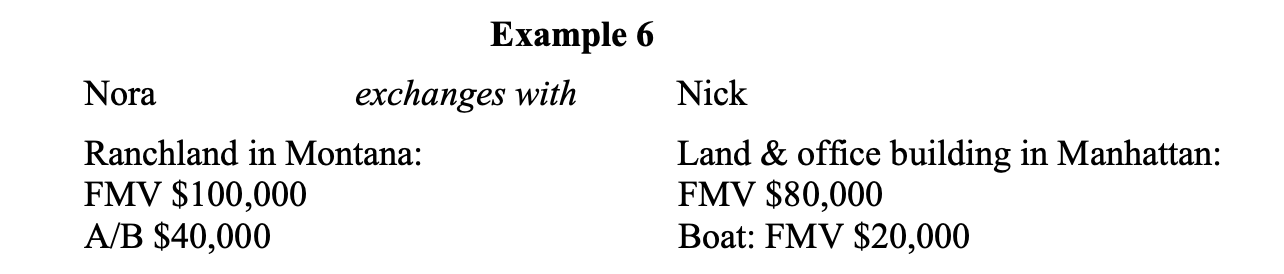 Example 6
Nora exchanges with Nick
Ranchland in Montana: Land & office building in Manhattan:
FMV $100,000 FMV $80,000
A/B $40,000 Boat: FMV $20,000